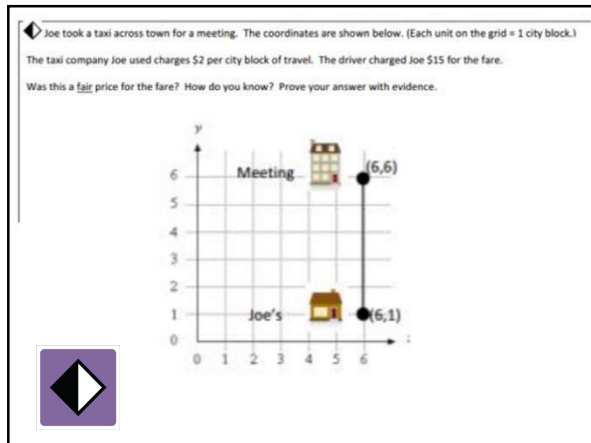 Joe took a taxi across town for a meeting. The coordinates are shown below. (Each unit on the grid = 1 city block.)
The taxi company Joe used charges $2 per city block of travel. The driver charged Joe $15 for the fare.
Was this a fair price for the fare? How do you know? Prove your answer with evidence.
y
6
Meeting
(6,6)
5
4
3
2
1
Joe's
(6,1)
0
0 1 2 3 4 5 6